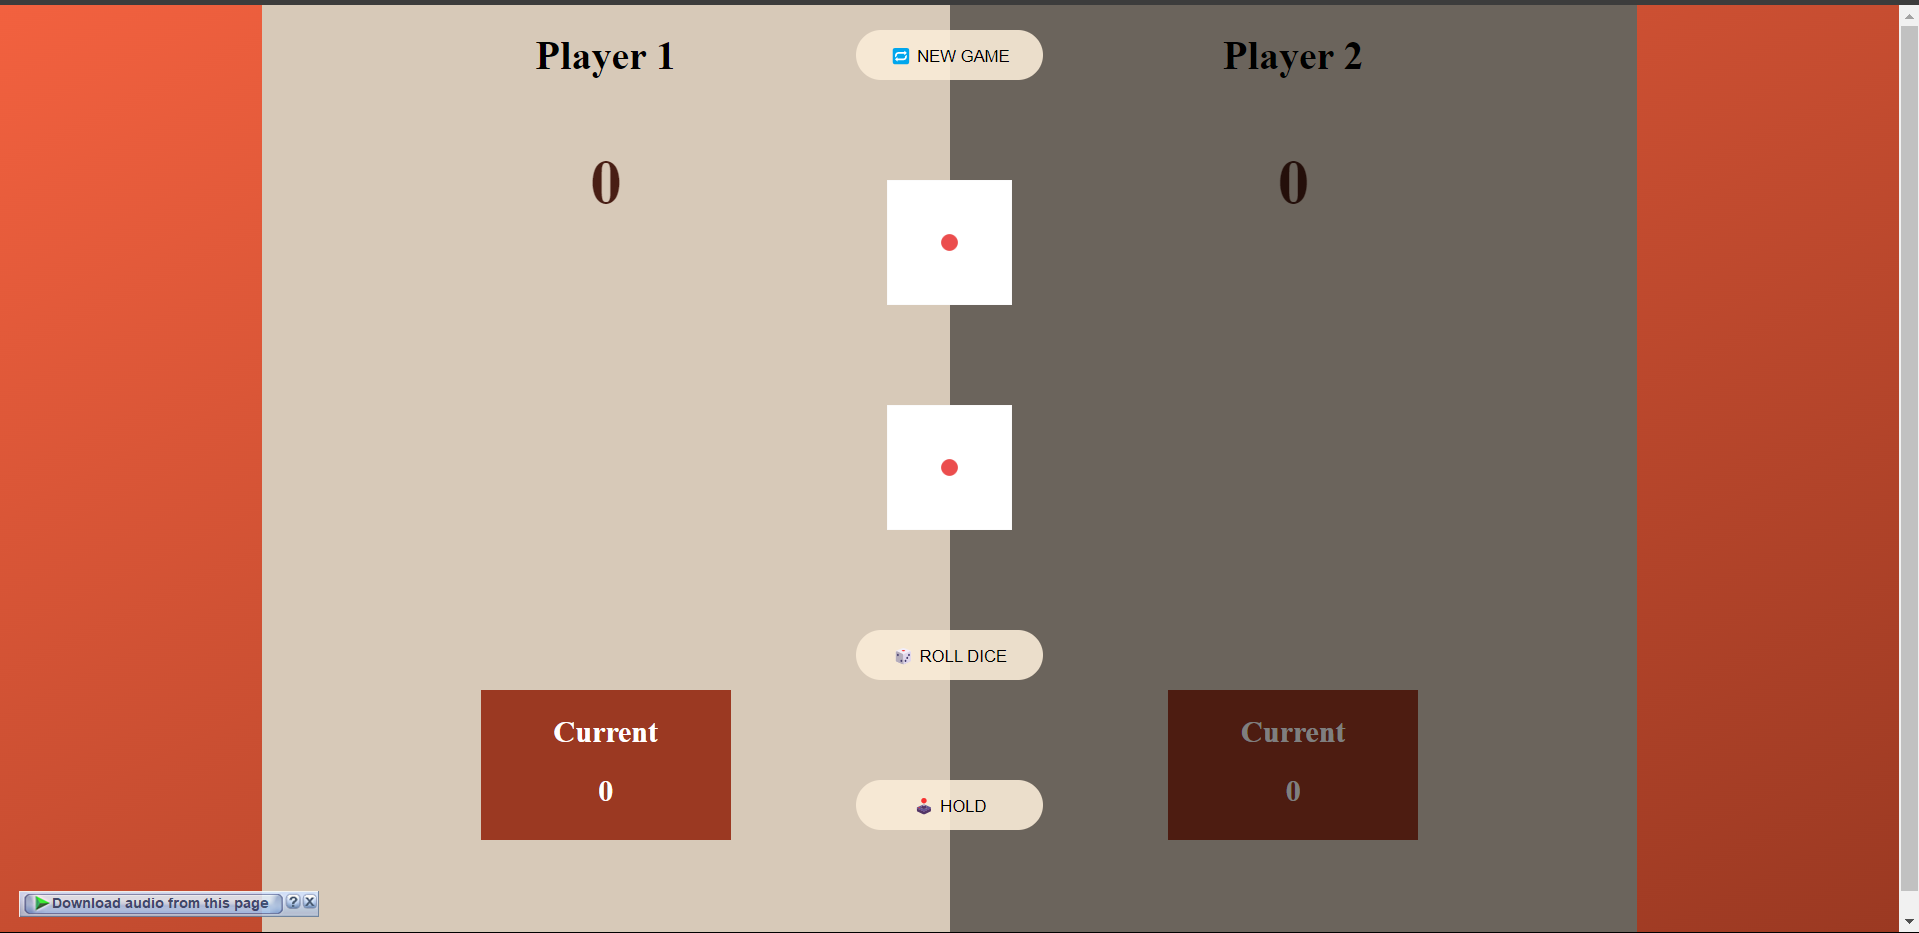 Player 1
NEW GAME
Player 2
0
0
ROLL DICE
Current
0
Current
0
HOLD
Download audio from this page ? X